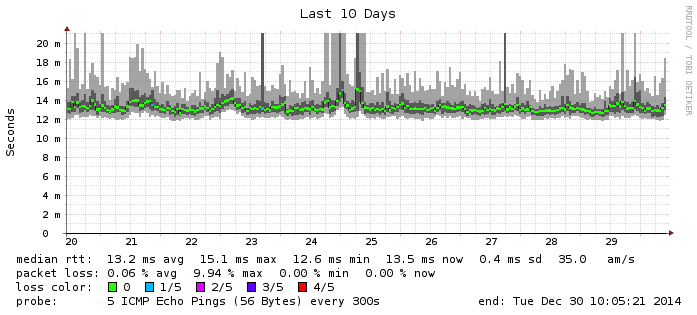 Last 10 Days
RRDTOOL / TOBI OETIKER
Seconds
20 m
18 m
16 m
14 m
12 m
10 m
8 m
6 m
4 m
2 m
0
20 21 22 23 24 25 26 27 28 29
median rtt: 13.2 ms avg 15.1 ms max 12.6 ms min 13.5 ms now 0.4 ms sd 35.0 am/s
packet loss: 0.06 % avg 9.94 % max 0.00 % min 0.00 % now
loss color: 0 1/5 2/5 3/5 4/5
probe: 5 ICMP Echo Pings (56 Bytes) every 300s end: Tue Dec 30 10:05:21 2014